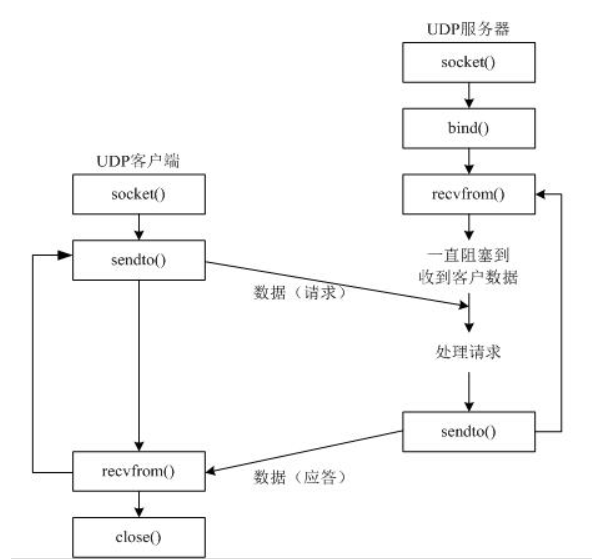 UDP服务器
socket()
bind()
UDP客户端
socket()
recvfrom()
sendto()
一直阻塞到
收到客户数据
数据（请求）
处理请求
sendto()
recvfrom()
数据（应答）
close()